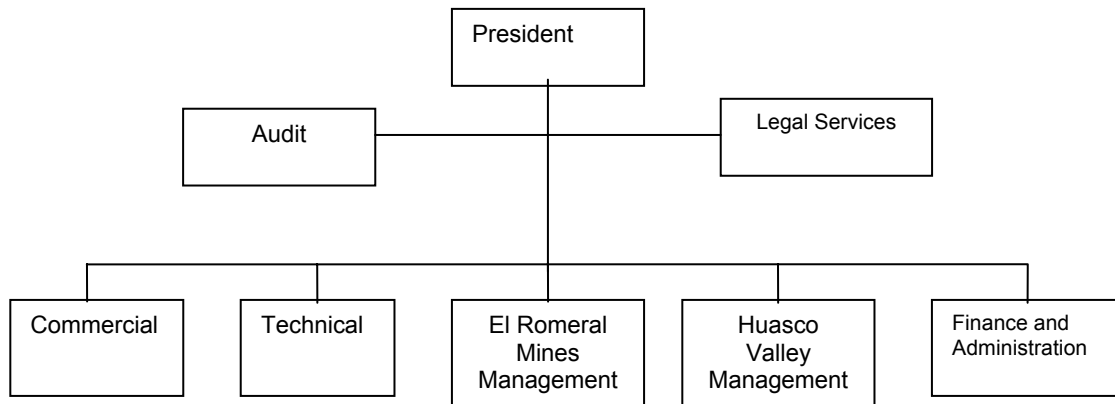 President
Audit
Legal Services
Commercial
Technical
El Romeral
Mines
Management
Huasco
Valley
Management
Finance and
Administration